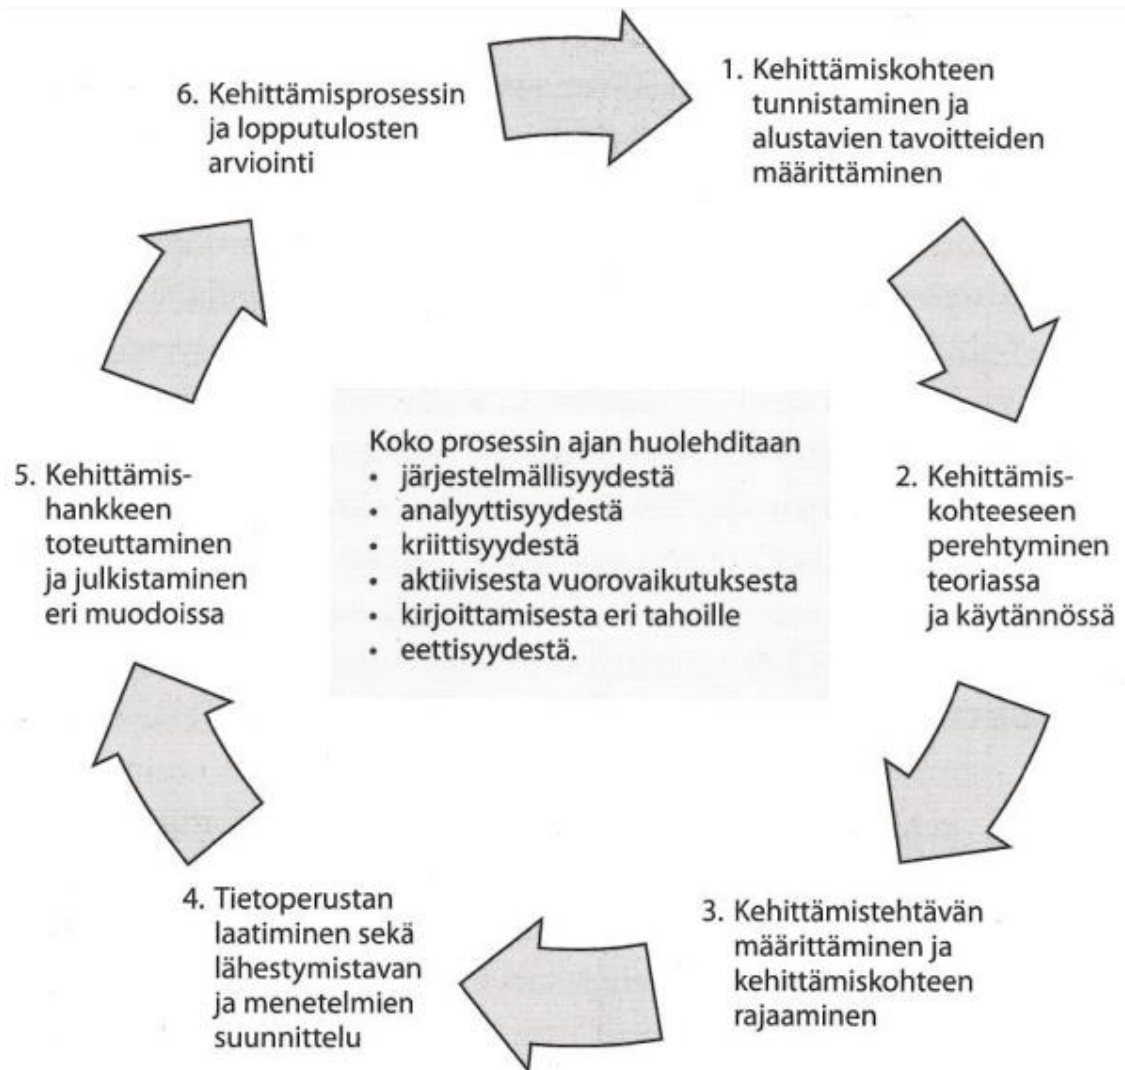 1. Kehittämiskohteen
tunnistaminen ja
alustavien tavoitteiden
määrittäminen
2. Kehittämis-
kohteeseen
perehtyminen
teoriassa
ja käytännössä
3. Kehittämistehtävän
määrittäminen ja
kehittämiskohteen
rajaaminen
4. Tietoperustan
laatiminen sekä
lähestymistavan
ja menetelmien
suunnittelu
5. Kehittämis-
hankkeen
toteuttaminen
ja julkistaminen
eri muodoissa
6. Kehittämisprosessin
ja lopputulosten
arviointi
Koko prosessin ajan huolehditaan
• järjestelmällisyydestä
• analyyttisyydestä
• kriittisyydestä
• aktiivisesta vuorovaikutuksesta
• kirjoittamisesta eri tahoille
• eettisyydestä.